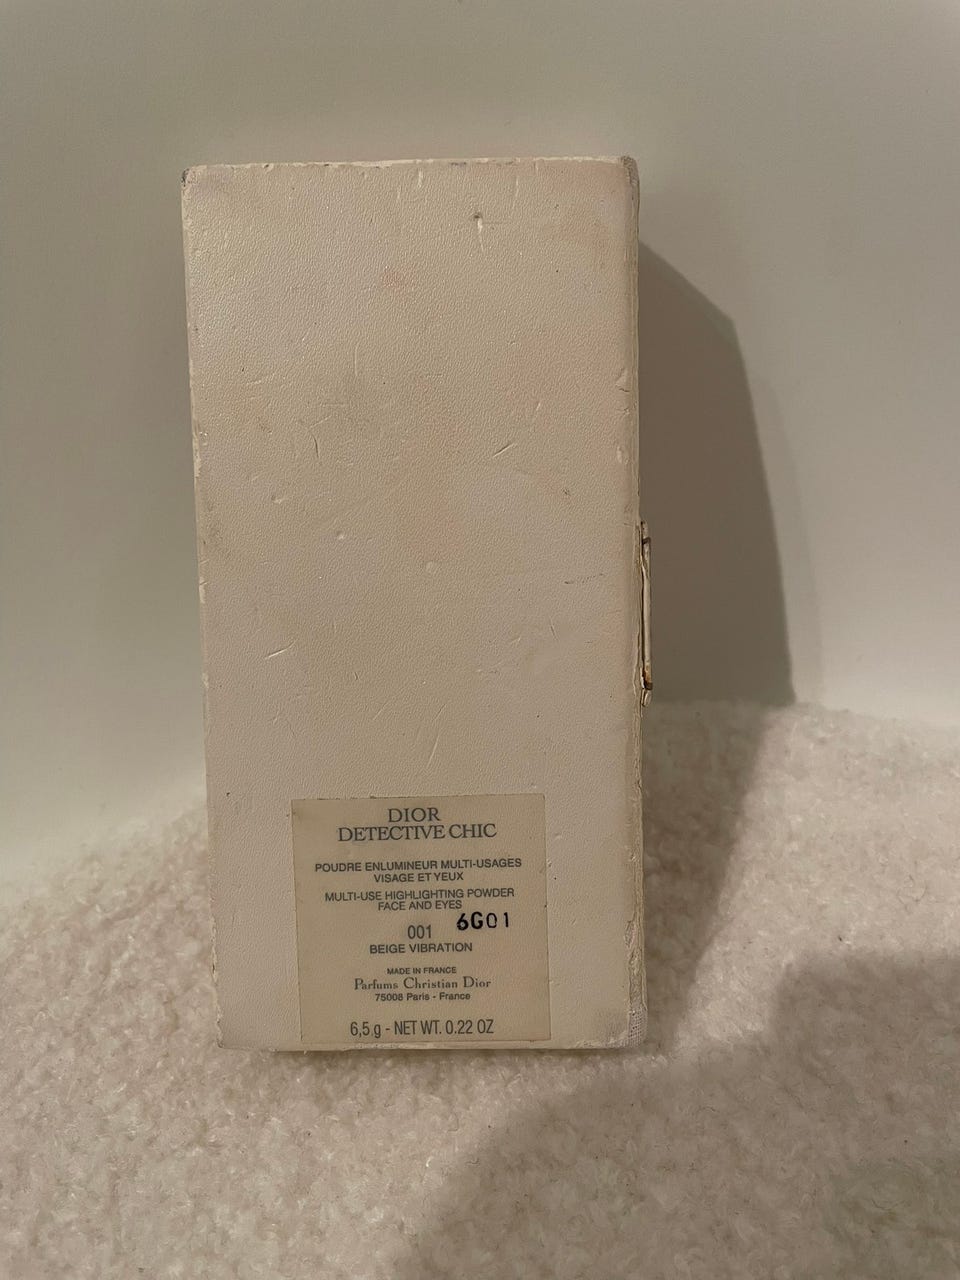 DIOR
DETECTIVE CHIC
POUDRE ENLUMINEUR MULTI-USAGES
VISAGE ET YEUX
MULTI-USE HIGHLIGHTING POWDER
FACE AND EYES
6G01
001
BEIGE VIBRATION
MADE IN FRANCE
Parfums Christian Dior
75008 Paris - France
6,5 g - NET WT. 0.22 OZ